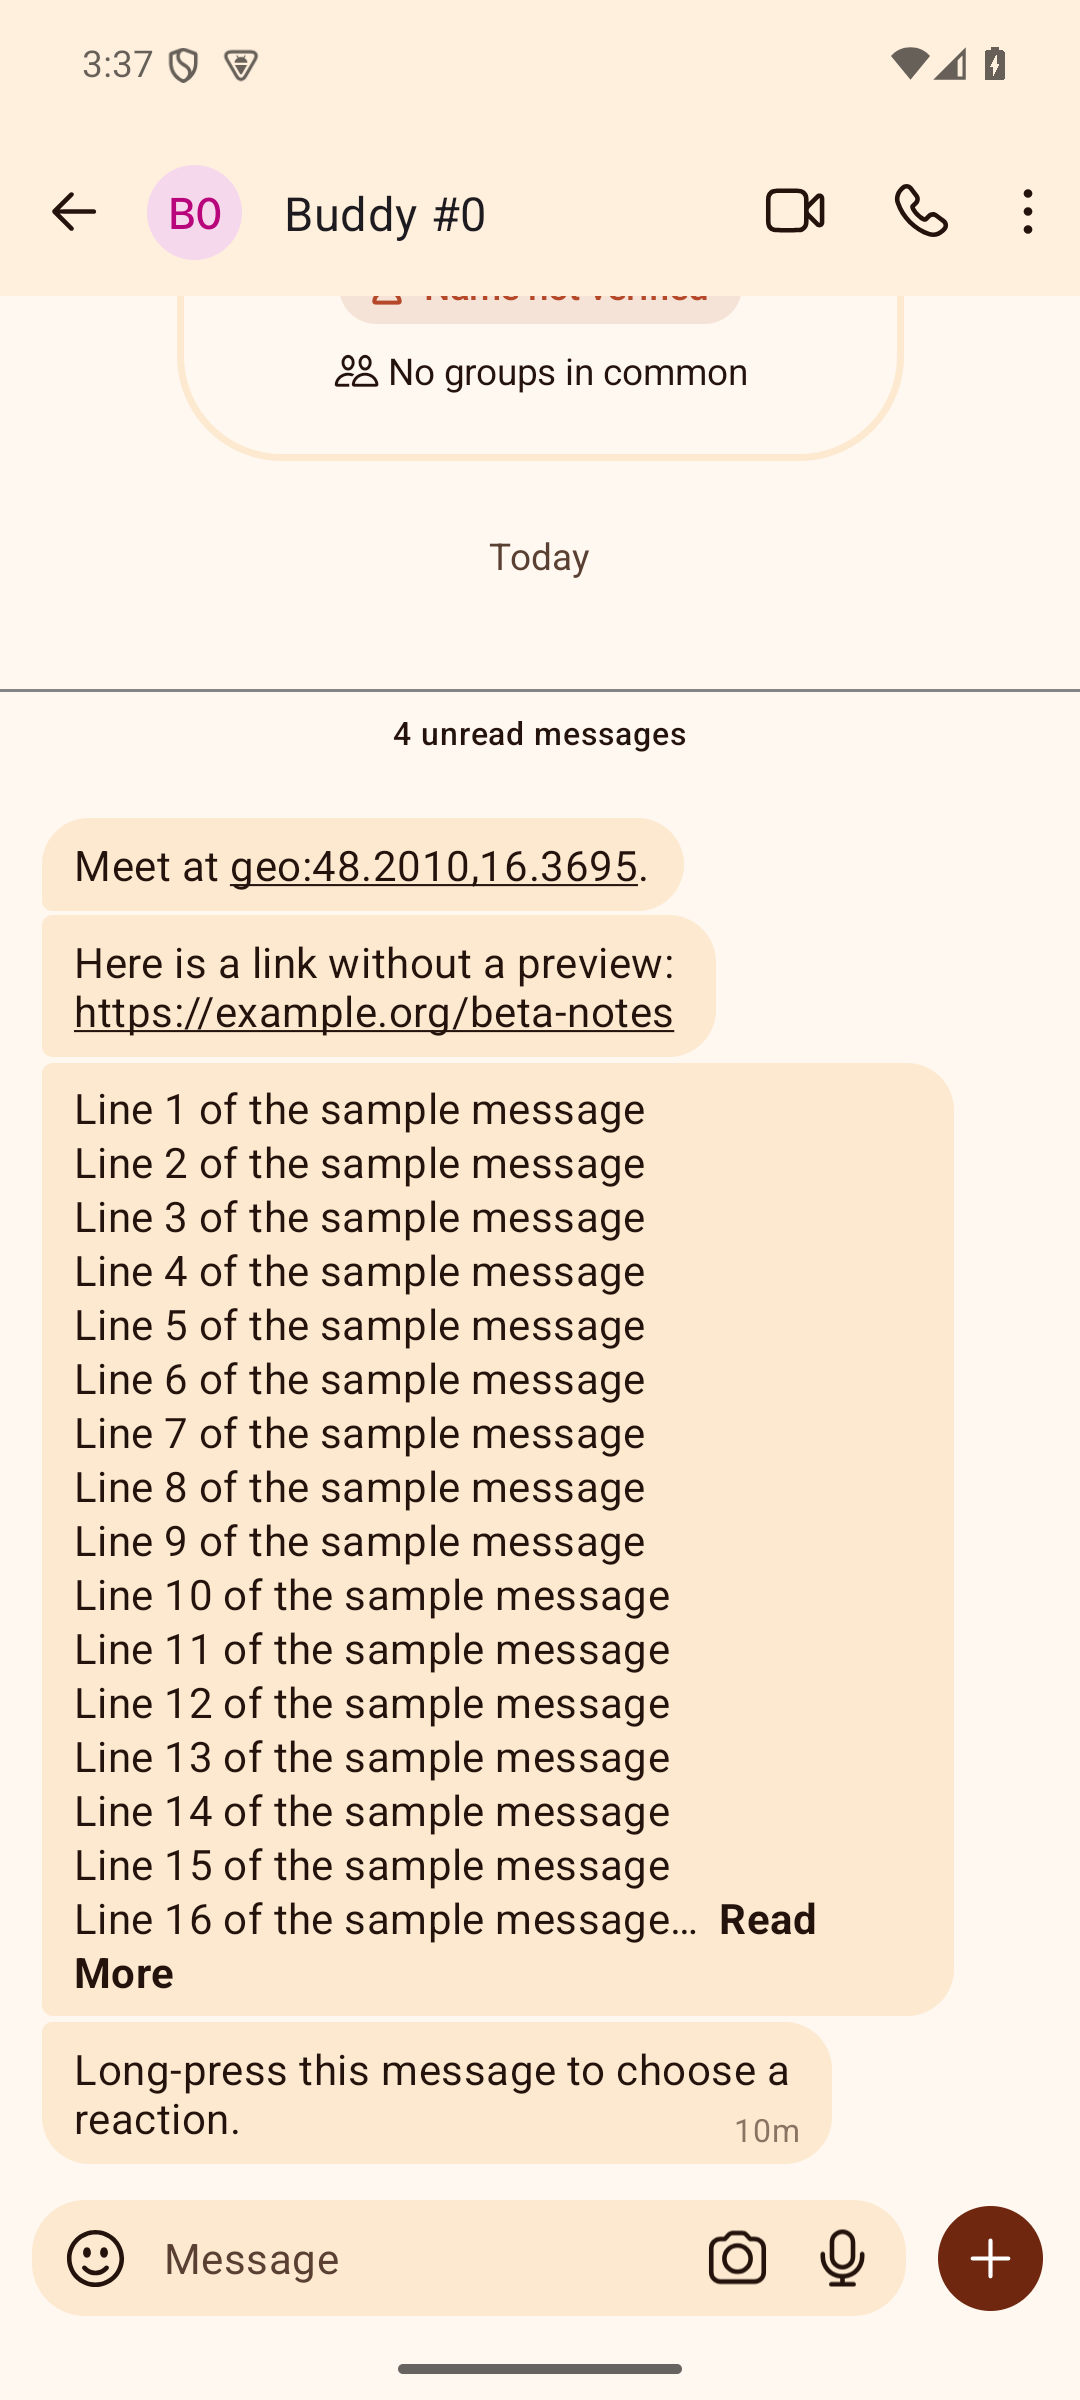 3:37
B0
Buddy #0
Name not verified
No groups in common
Today
4 unread messages
Meet at geo:48.2010,16.3695.
Here is a link without a preview:
https://example.org/beta-notes
Line 1 of the sample message
Line 2 of the sample message
Line 3 of the sample message
Line 4 of the sample message
Line 5 of the sample message
Line 6 of the sample message
Line 7 of the sample message
Line 8 of the sample message
Line 9 of the sample message
Line 10 of the sample message
Line 11 of the sample message
Line 12 of the sample message
Line 13 of the sample message
Line 14 of the sample message
Line 15 of the sample message
Line 16 of the sample message… Read
More
Long-press this message to choose a
reaction.
10m
Message